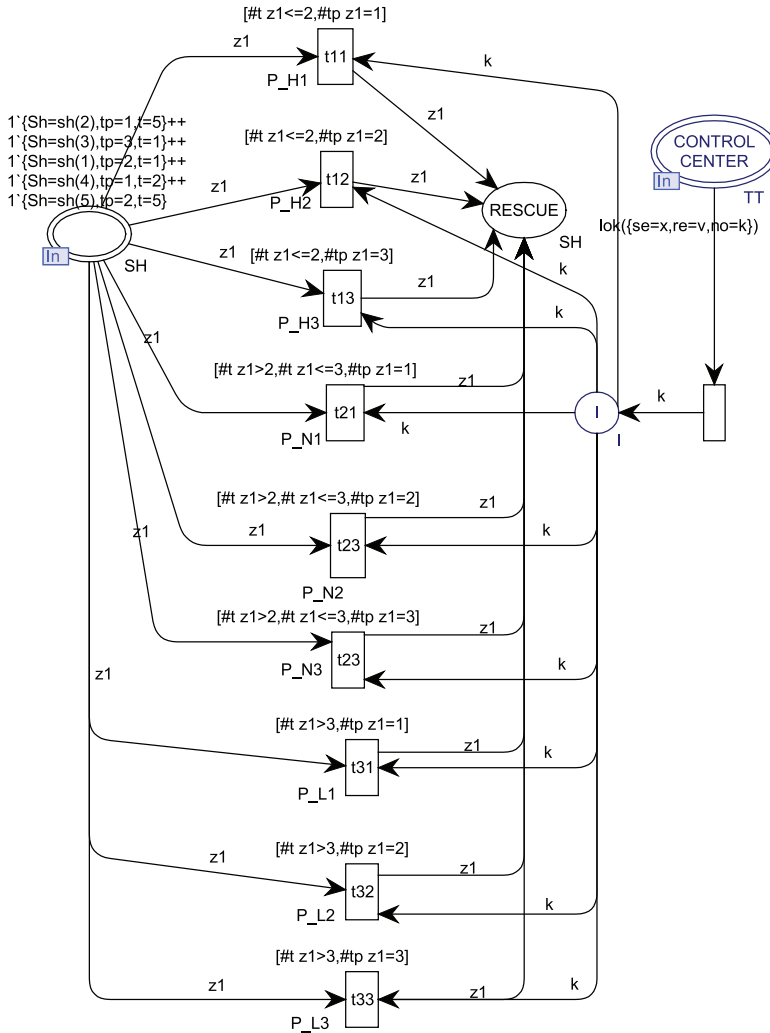 [#t z1<=2,#tp z1=1]
z1
t11
k
P_H1
z1
1`{Sh=sh(2),tp=1,t=5}++
1`{Sh=sh(3),tp=3,t=1}++
1`{Sh=sh(1),tp=2,t=1}++
1`{Sh=sh(4),tp=1,t=2}++
1`{Sh=sh(5),tp=2,t=5}
In
SH
[#t z1<=2,#tp z1=2]
z1
t12
z1
P_H2
RESCUE
SH
CONTROL
CENTER
In
TT
lok({se=x,re=v,no=k})
[#t z1<=2,#tp z1=3]
z1
t13
z1
k
P_H3
k
z1
[#t z1>2,#t z1<=3,#tp z1=1]
z1
t21
k
P_N1
I
I
k
[#t z1>2,#t z1<=3,#tp z1=2]
z1
z1
t23
z1
k
P_N2
[#t z1>2,#t z1<=3,#tp z1=3]
z1
t23
k
P_N3
z1
[#t z1>3,#tp z1=1]
z1
t31
k
P_L1
[#t z1>3,#tp z1=2]
z1
t32
z1
k
P_L2
[#t z1>3,#tp z1=3]
z1
t33
z1
k
P_L3